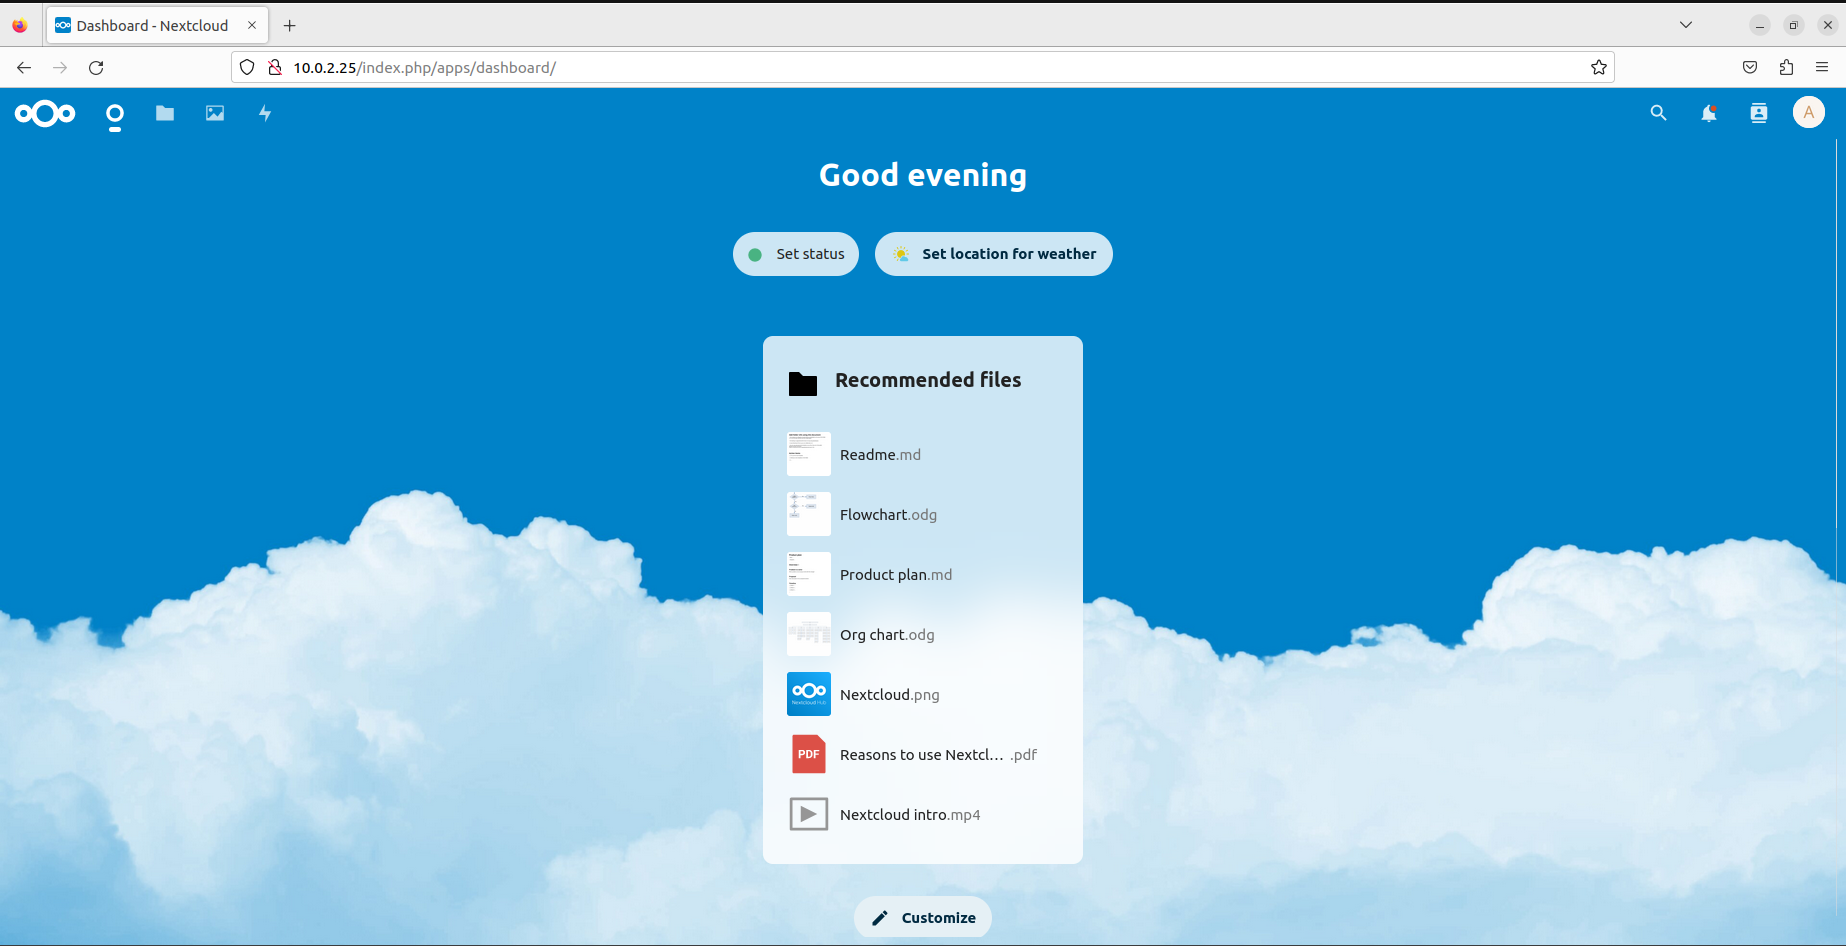 Dashboard - Nextcloud
10.0.2.25/index.php/apps/dashboard/
A
Good evening
Set status
Set location for weather
Recommended files
Readme.md
Flowchart.odg
Product plan.md
Org chart.odg
Nextcloud.png
PDF
Reasons to use Nextcl... .pdf
Nextcloud intro.mp4
Customize